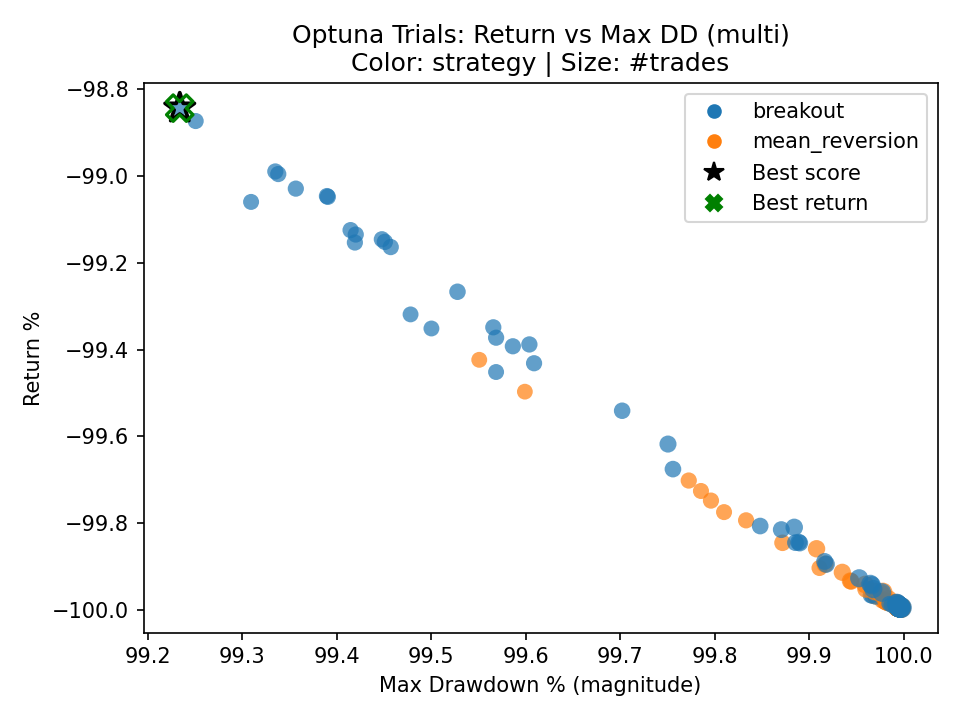 Optuna Trials: Return vs Max DD (multi)
Color: strategy | Size: #trades
breakout
mean_reversion
Best score
Best return
Return %
−98.8
−99.0
−99.2
−99.4
−99.6
−99.8
−100.0
99.2 99.3 99.4 99.5 99.6 99.7 99.8 99.9 100.0
Max Drawdown % (magnitude)